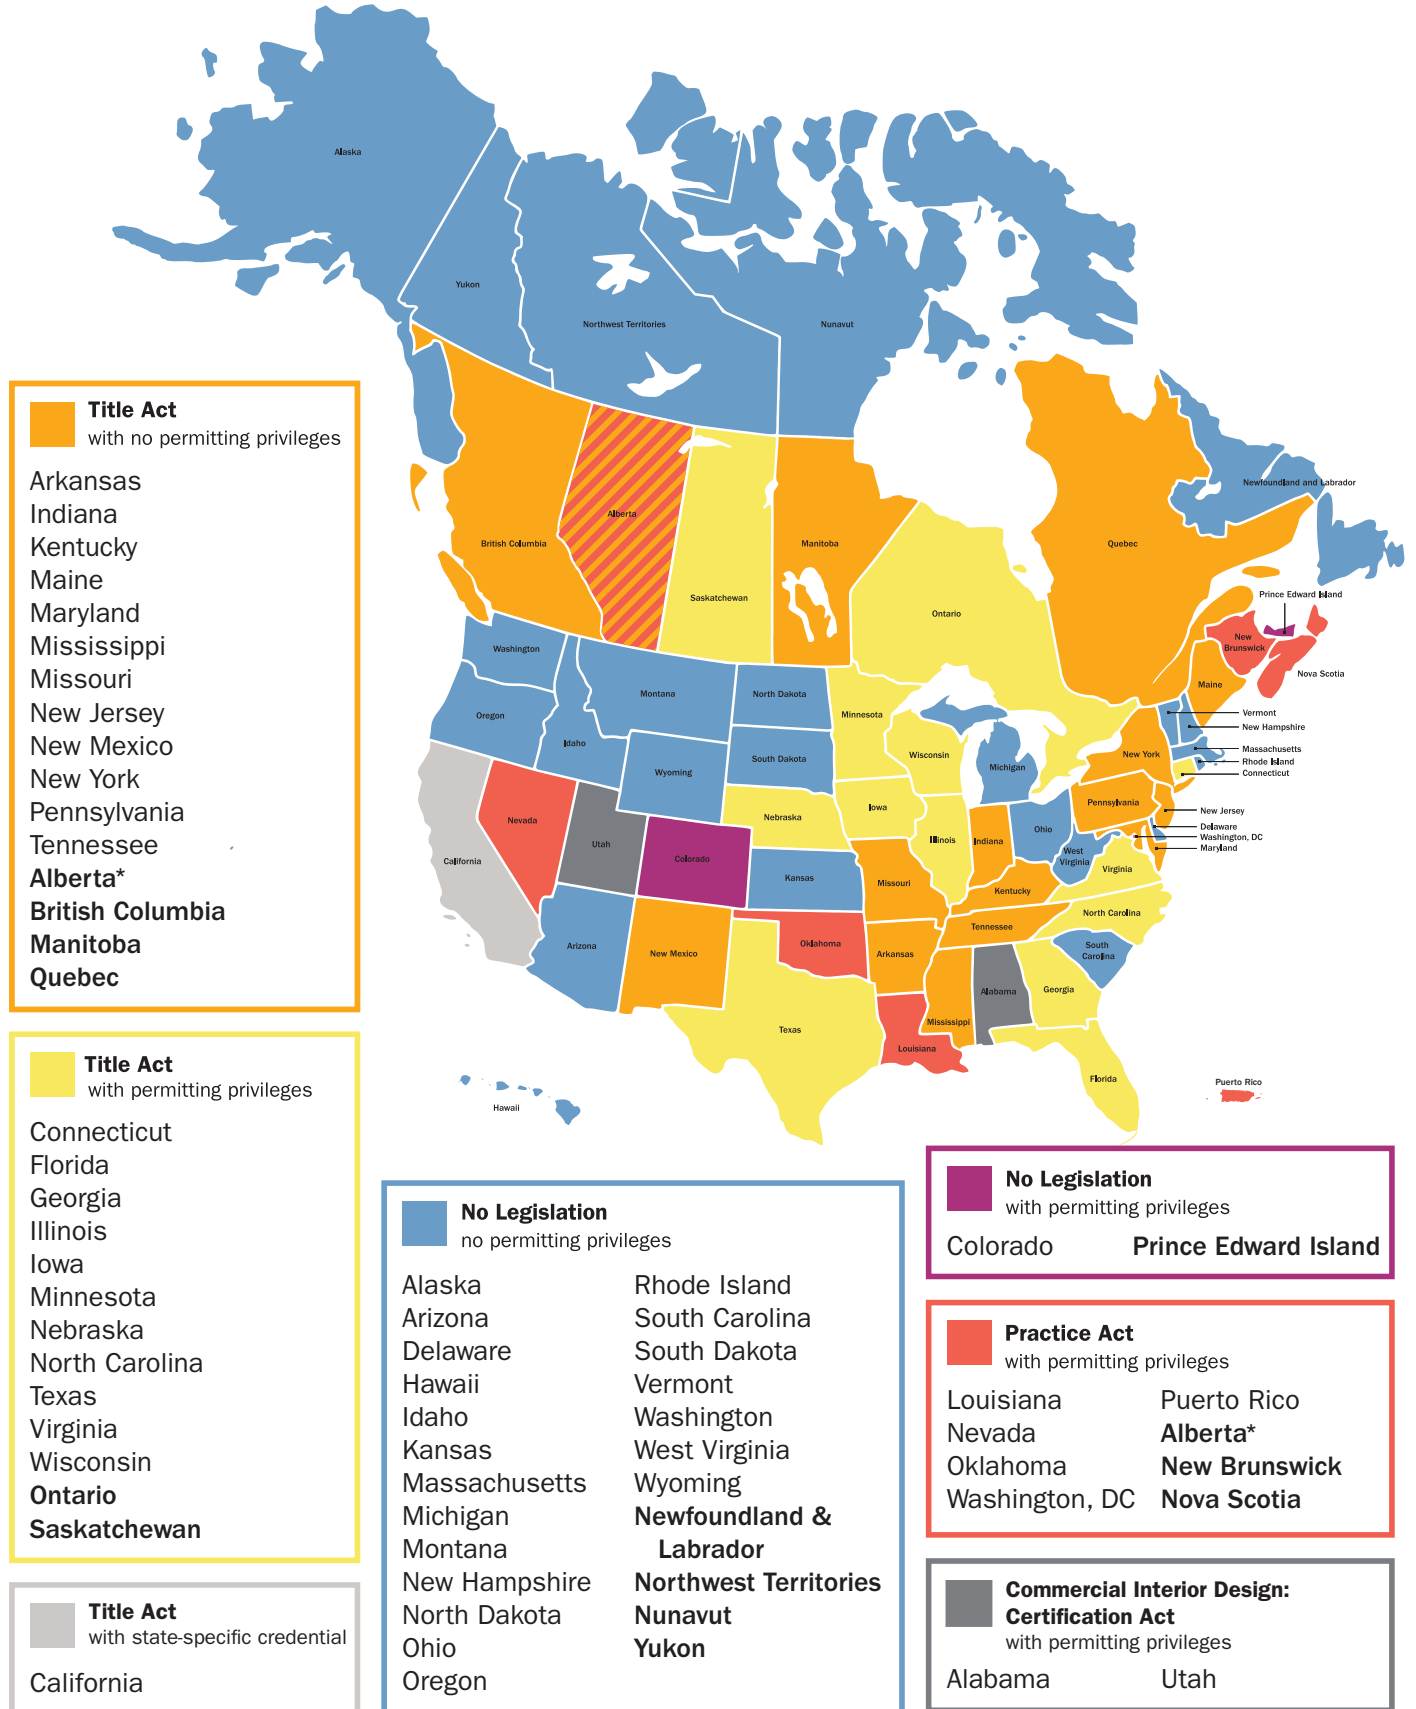 Alaska
Yukon
Northwest Territories
Nunavut
British Columbia
Alberta
Saskatchewan
Manitoba
Ontario
Quebec
Newfoundland and Labrador
Prince Edward Island
New
Brunswick
Nova Scotia
Maine
Vermont
New Hampshire
Massachusetts
Rhode Island
Connecticut
New York
Pennsylvania
New Jersey
Delaware
Washington, DC
Maryland
Washington
Oregon
Idaho
Montana
North Dakota
South Dakota
Wyoming
Minnesota
Wisconsin
Michigan
Iowa
Nebraska
Illinois
Indiana
Ohio
West
Virginia
Virginia
Kentucky
North Carolina
Tennessee
South
Carolina
California
Nevada
Utah
Colorado
Kansas
Missouri
Arizona
New Mexico
Oklahoma
Arkansas
Texas
Louisiana
Mississippi
Alabama
Georgia
Florida
Hawaii
Puerto Rico
Title Act
with no permitting privileges
Arkansas
Indiana
Kentucky
Maine
Maryland
Mississippi
Missouri
New Jersey
New Mexico
New York
Pennsylvania
Tennessee
Alberta*
British Columbia
Manitoba
Quebec
Title Act
with permitting privileges
Connecticut
Florida
Georgia
Illinois
Iowa
Minnesota
Nebraska
North Carolina
Texas
Virginia
Wisconsin
Ontario
Saskatchewan
Title Act
with state-specific credential
California
No Legislation
no permitting privileges
Alaska
Arizona
Delaware
Hawaii
Idaho
Kansas
Massachusetts
Michigan
Montana
New Hampshire
North Dakota
Ohio
Oregon
Rhode Island
South Carolina
South Dakota
Vermont
Washington
West Virginia
Wyoming
Newfoundland &
Labrador
Northwest Territories
Nunavut
Yukon
No Legislation
with permitting privileges
Colorado
Prince Edward Island
Practice Act
with permitting privileges
Louisiana
Nevada
Oklahoma
Washington, DC
Puerto Rico
Alberta*
New Brunswick
Nova Scotia
Commercial Interior Design:
Certification Act
with permitting privileges
Alabama
Utah